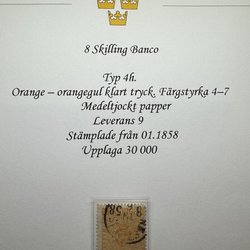 8 Skilling Banco
Typ 4h.
Orange – orangegul klart tryck. Färgstyrka 4–7
Medeltjockt papper
Leverans 9
Stämplade från 01.1858
Upplaga 30 000